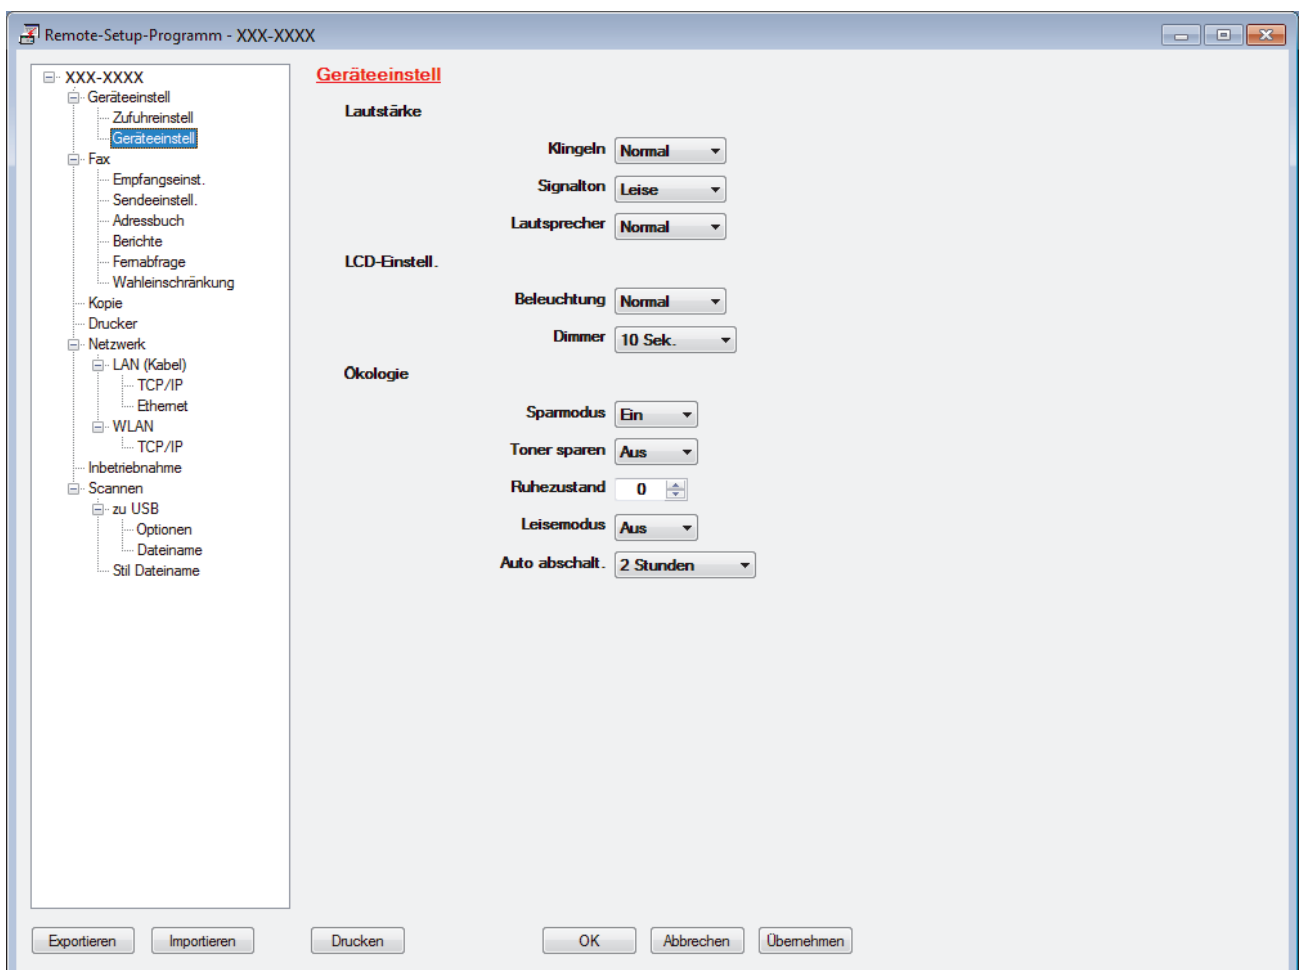 Remote-Setup-Programm - XXX-XXXX
XXX-XXXX
Geräteeinstell
Zufuhreinstell
Geräteeinstell
Fax
Empfangseinst.
Sendeeinstell.
Adressbuch
Berichte
Fernabfrage
Wahleinschränkung
Kopie
Drucker
Netzwerk
LAN (Kabel)
TCP/IP
Ethernet
WLAN
TCP/IP
Inbetriebnahme
Scannen
zu USB
Optionen
Dateiname
Stil Dateiname
Geräteeinstell
Lautstärke
Klingeln Normal
Signalton Leise
Lautsprecher Normal
LCD-Einstell.
Beleuchtung Normal
Dimmer 10 Sek.
Ökologie
Sparmodus Ein
Toner sparen Aus
Ruhezustand 0
Leisemodus Aus
Auto abschalt. 2 Stunden
Exportieren Importieren Drucken OK Abbrechen Übernehmen